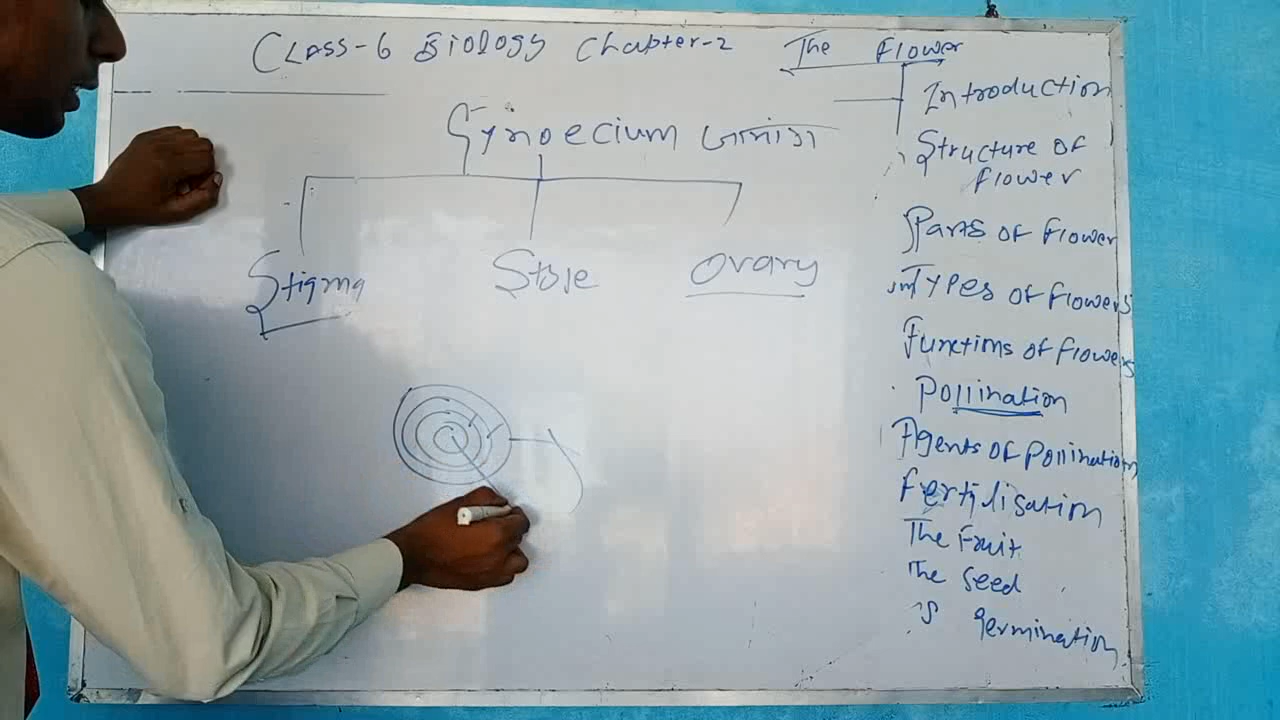 Class-6 Biology Chapter-2 The Flower
Gynoecium जायांग
Stigma Style Ovary
Introduction
Structure of
flower
Parts of flower
Types of flowers
Functions of flowers
Pollination
Agents of pollination
Fertilisation
The Fruit
The seed
germination